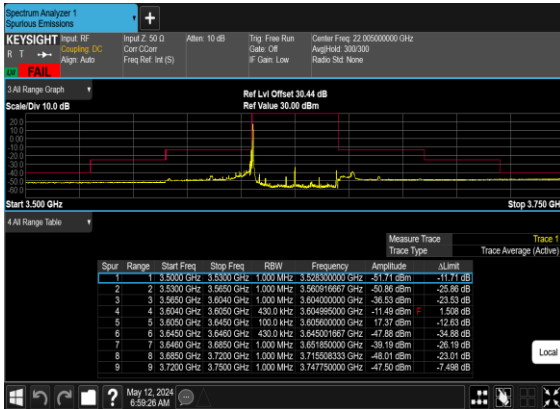 Spectrum Analyzer 1
Spurious Emissions
KEYSIGHT Input: RF Input Z: 50 Ω Atten: 10 dB Trig: Free Run Center Freq: 22.005000000 GHz
R T Coupling: DC Corr CCorr Gate: Off Avg|Hold: 300/300
Align: Auto Freq Ref: Int (S) IF Gain: Low Radio Std: None
FAIL
3 All Range Graph
Ref Lvl Offset 30.44 dB
Scale/Div 10.0 dB Ref Value 30.00 dBm
20.0
10.0
0.00
-10.0
-20.0
-30.0
-40.0
-50.0
-60.0
Start 3.500 GHz Stop 3.750 GH
4 All Range Table
Measure Trace Trace 1
Trace Type Trace Average (Active)
Spur Range Start Freq Stop Freq RBW Frequency Amplitude ΔLimit
1 1 3.5000 GHz 3.5300 GHz 1.000 MHz 3.528300000 GHz -51.71 dBm -11.71 dB
2 2 3.5300 GHz 3.5650 GHz 1.000 MHz 3.560916667 GHz -50.86 dBm -25.86 dB
3 3 3.5650 GHz 3.6040 GHz 1.000 MHz 3.604000000 GHz -36.53 dBm -23.53 dB
4 4 3.6040 GHz 3.6050 GHz 430.0 kHz 3.604995000 GHz -11.49 dBm F 1.508 dB
5 5 3.6050 GHz 3.6450 GHz 100.0 kHz 3.605600000 GHz 17.37 dBm -12.63 dB
6 6 3.6450 GHz 3.6460 GHz 430.0 kHz 3.645001667 GHz -47.88 dBm -34.88 dB
7 7 3.6460 GHz 3.6850 GHz 1.000 MHz 3.651850000 GHz -39.19 dBm -26.19 dB
8 8 3.6850 GHz 3.7200 GHz 1.000 MHz 3.715508333 GHz -48.01 dBm -23.01 dB
9 9 3.7200 GHz 3.7500 GHz 1.000 MHz 3.747750000 GHz -47.50 dBm -7.498 dB
Local
May 12, 2024
6:59:26 AM